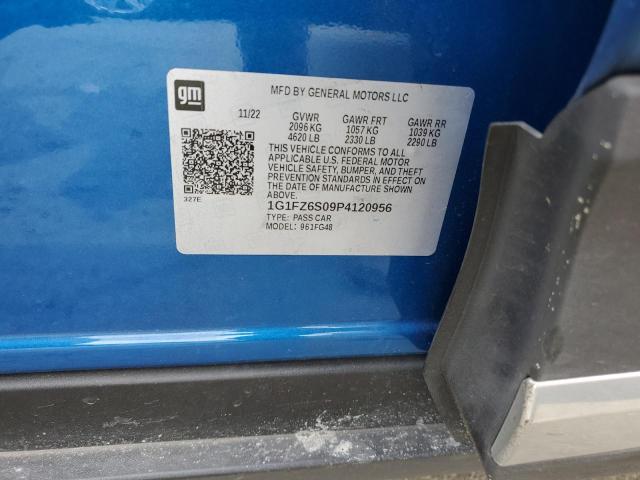 gm
MFD BY GENERAL MOTORS LLC
11/22 GVWR GAWR FRT GAWR RR
2096 KG 1057 KG 1039 KG
4620 LB 2330 LB 2290 LB
THIS VEHICLE CONFORMS TO ALL
APPLICABLE U.S. FEDERAL MOTOR
VEHICLE SAFETY, BUMPER, AND THEFT
PREVENTION STANDARDS IN EFFECT ON
THE DATE OF MANUFACTURE SHOWN
ABOVE.
327E
1G1FZ6S09P4120956
TYPE: PASS CAR
MODEL: 961FG48